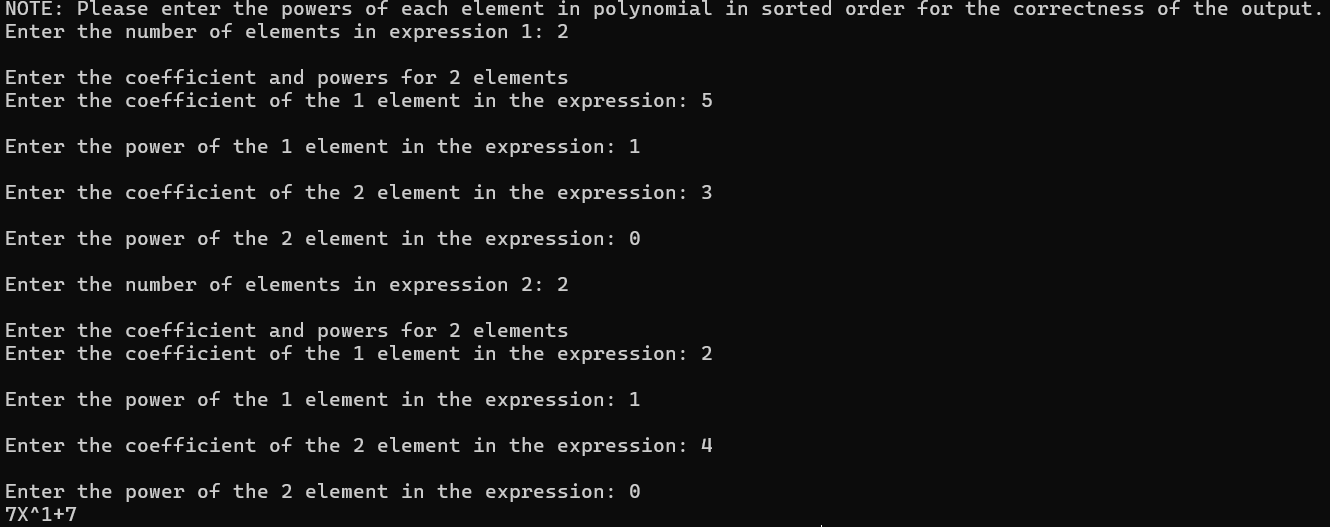 NOTE: Please enter the powers of each element in polynomial in sorted order for the correctness of the output.
Enter the number of elements in expression 1: 2
Enter the coefficient and powers for 2 elements
Enter the coefficient of the 1 element in the expression: 5
Enter the power of the 1 element in the expression: 1
Enter the coefficient of the 2 element in the expression: 3
Enter the power of the 2 element in the expression: 0
Enter the number of elements in expression 2: 2
Enter the coefficient and powers for 2 elements
Enter the coefficient of the 1 element in the expression: 2
Enter the power of the 1 element in the expression: 1
Enter the coefficient of the 2 element in the expression: 4
Enter the power of the 2 element in the expression: 0
7X^1+7